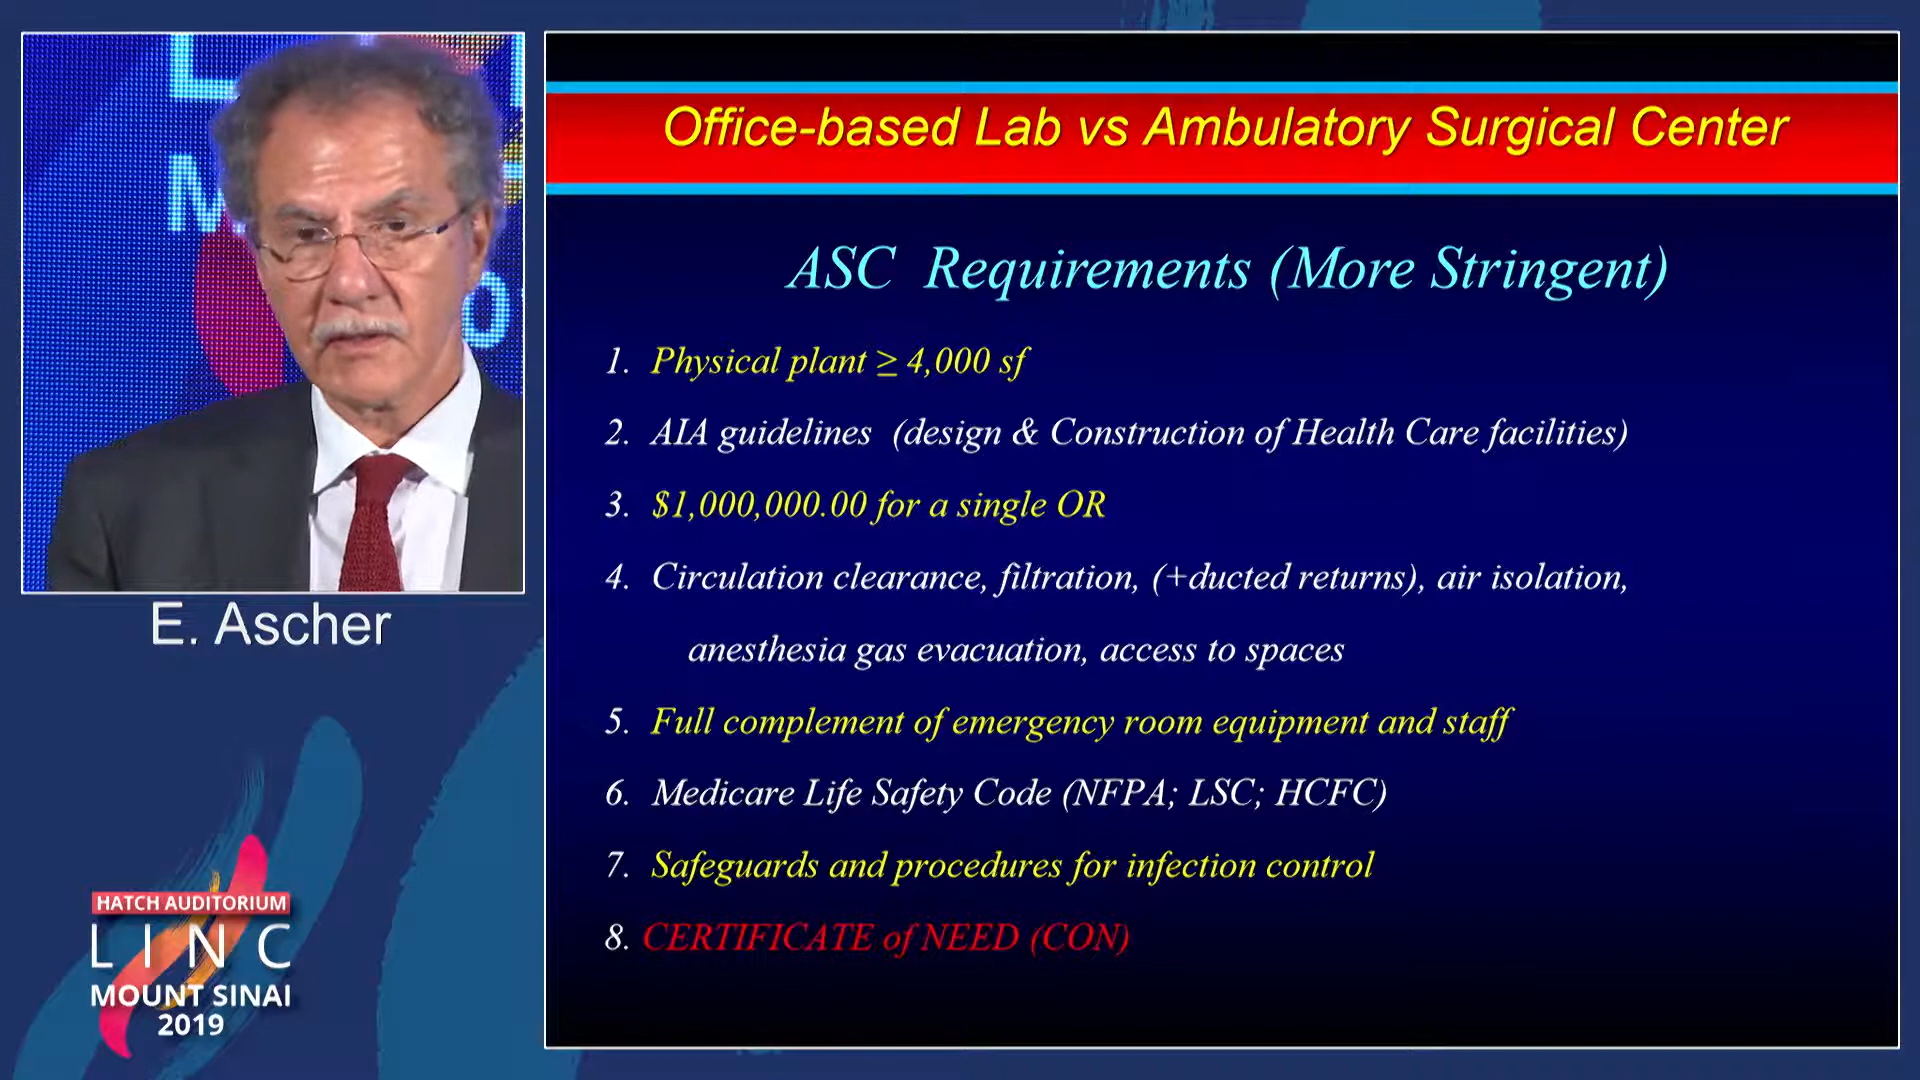 Office-based Lab vs Ambulatory Surgical Center
ASC Requirements (More Stringent)
1. Physical plant ≥ 4,000 sf
2. AIA guidelines (design & Construction of Health Care facilities)
3. $1,000,000.00 for a single OR
4. Circulation clearance, filtration, (+ducted returns), air isolation,
anesthesia gas evacuation, access to spaces
5. Full complement of emergency room equipment and staff
6. Medicare Life Safety Code (NFPA; LSC; HCFC)
7. Safeguards and procedures for infection control
8. CERTIFICATE of NEED (CON)
E. Ascher
HATCH AUDITORIUM
LINC
MOUNT SINAI
2019